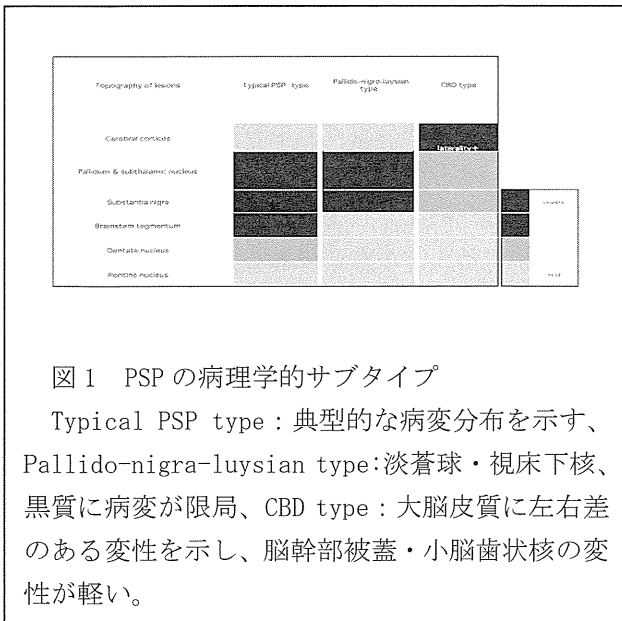 Topography of lesions Typical PSP type Pallido-nigro-luysian type CBD type
Cerebral cortices
laterality+
Pallidum & subthalamic nucleus
Substantia nigra
Brainstem tegmentum
Dentate nucleus
Pontine nucleus
mild
図1 PSPの病理学的サブタイプ
Typical PSP type：典型的な病変分布を示す、
Pallido-nigra-luysian type：淡蒼球・視床下核、
黒質に病変が限局、CBD type：大脳皮質に左右差
のある変性を示し、脳幹部被蓋・小脳歯状核の変
性が軽い。